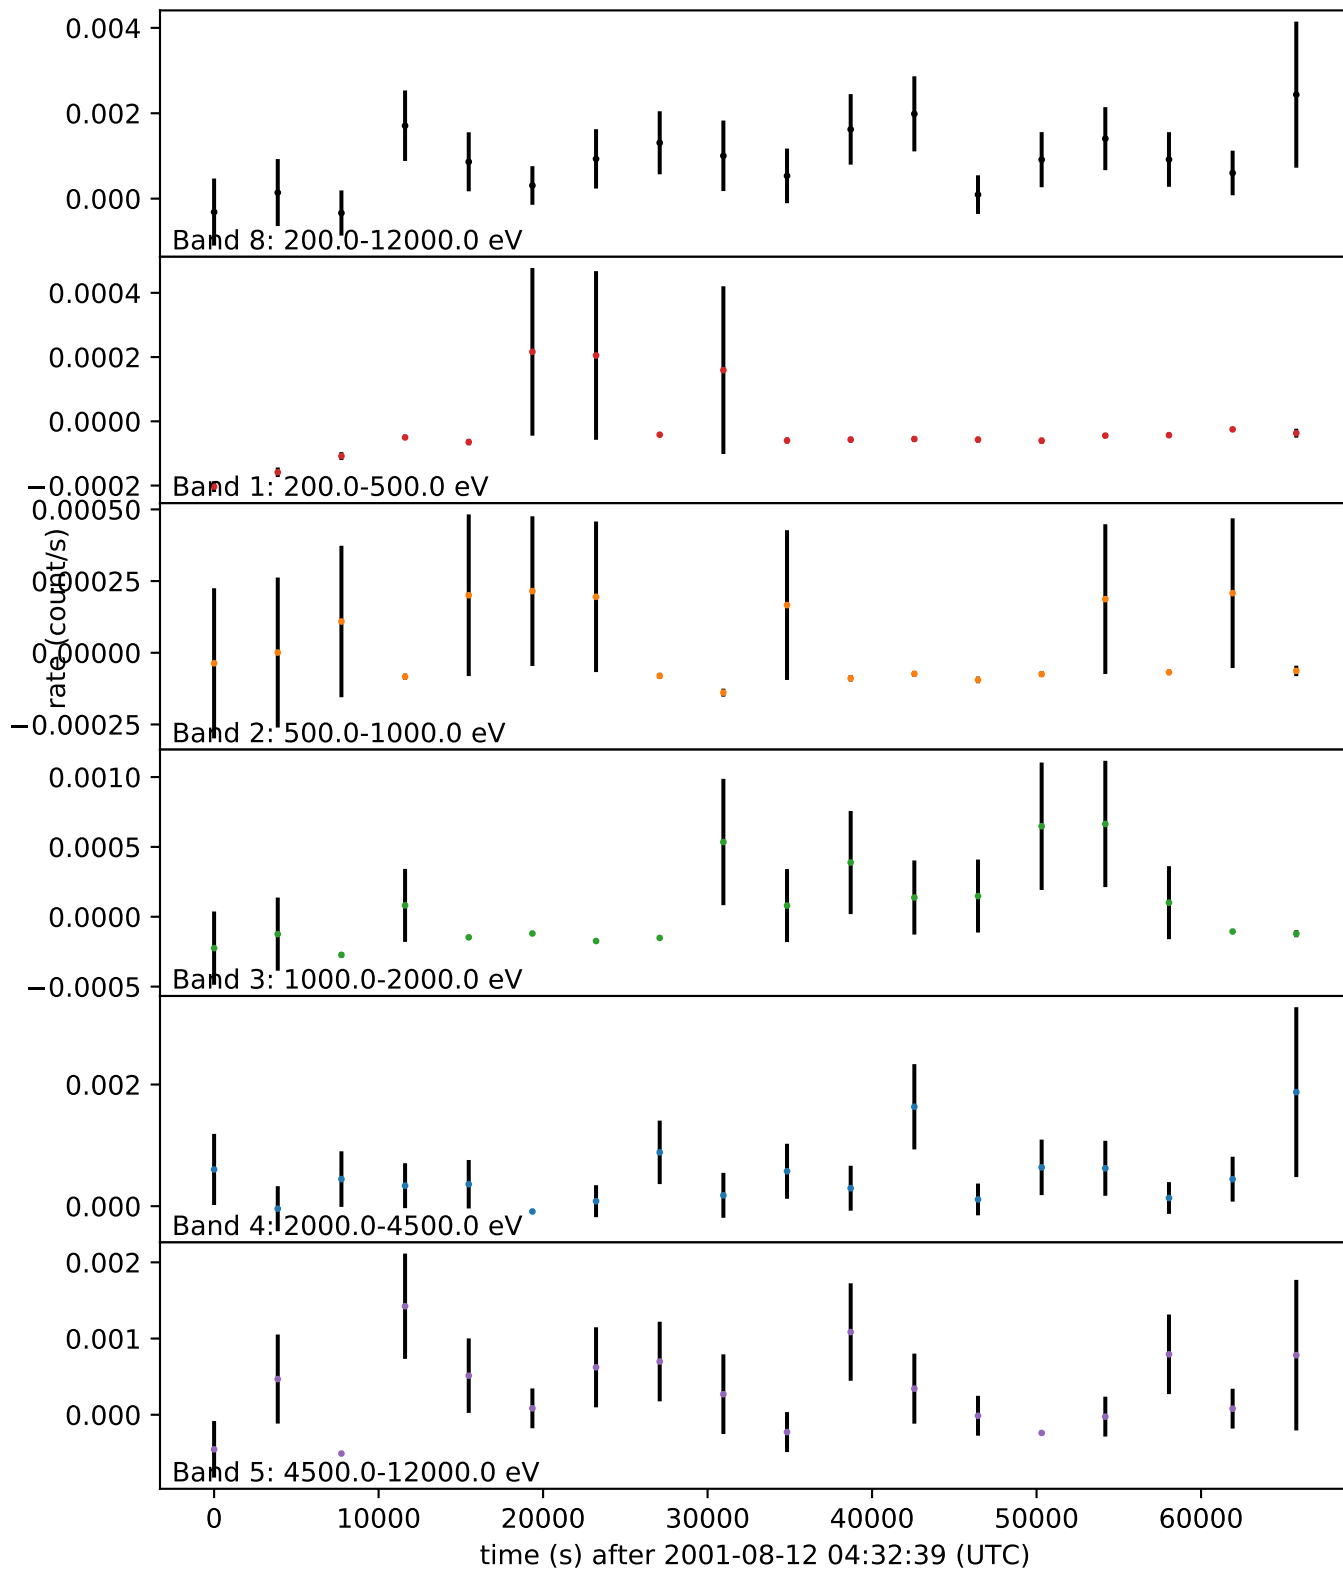 0.004
0.002
0.000
Band 8: 200.0-12000.0 eV
0.0004
0.0002
0.0000
−0.0002
Band 1: 200.0-500.0 eV
rate (count/s)
0.00050
0.00025
0.00000
−0.00025
Band 2: 500.0-1000.0 eV
0.0010
0.0005
0.0000
−0.0005
Band 3: 1000.0-2000.0 eV
0.002
0.000
Band 4: 2000.0-4500.0 eV
0.002
0.001
0.000
Band 5: 4500.0-12000.0 eV
0 10000 20000 30000 40000 50000 60000
time (s) after 2001-08-12 04:32:39 (UTC)